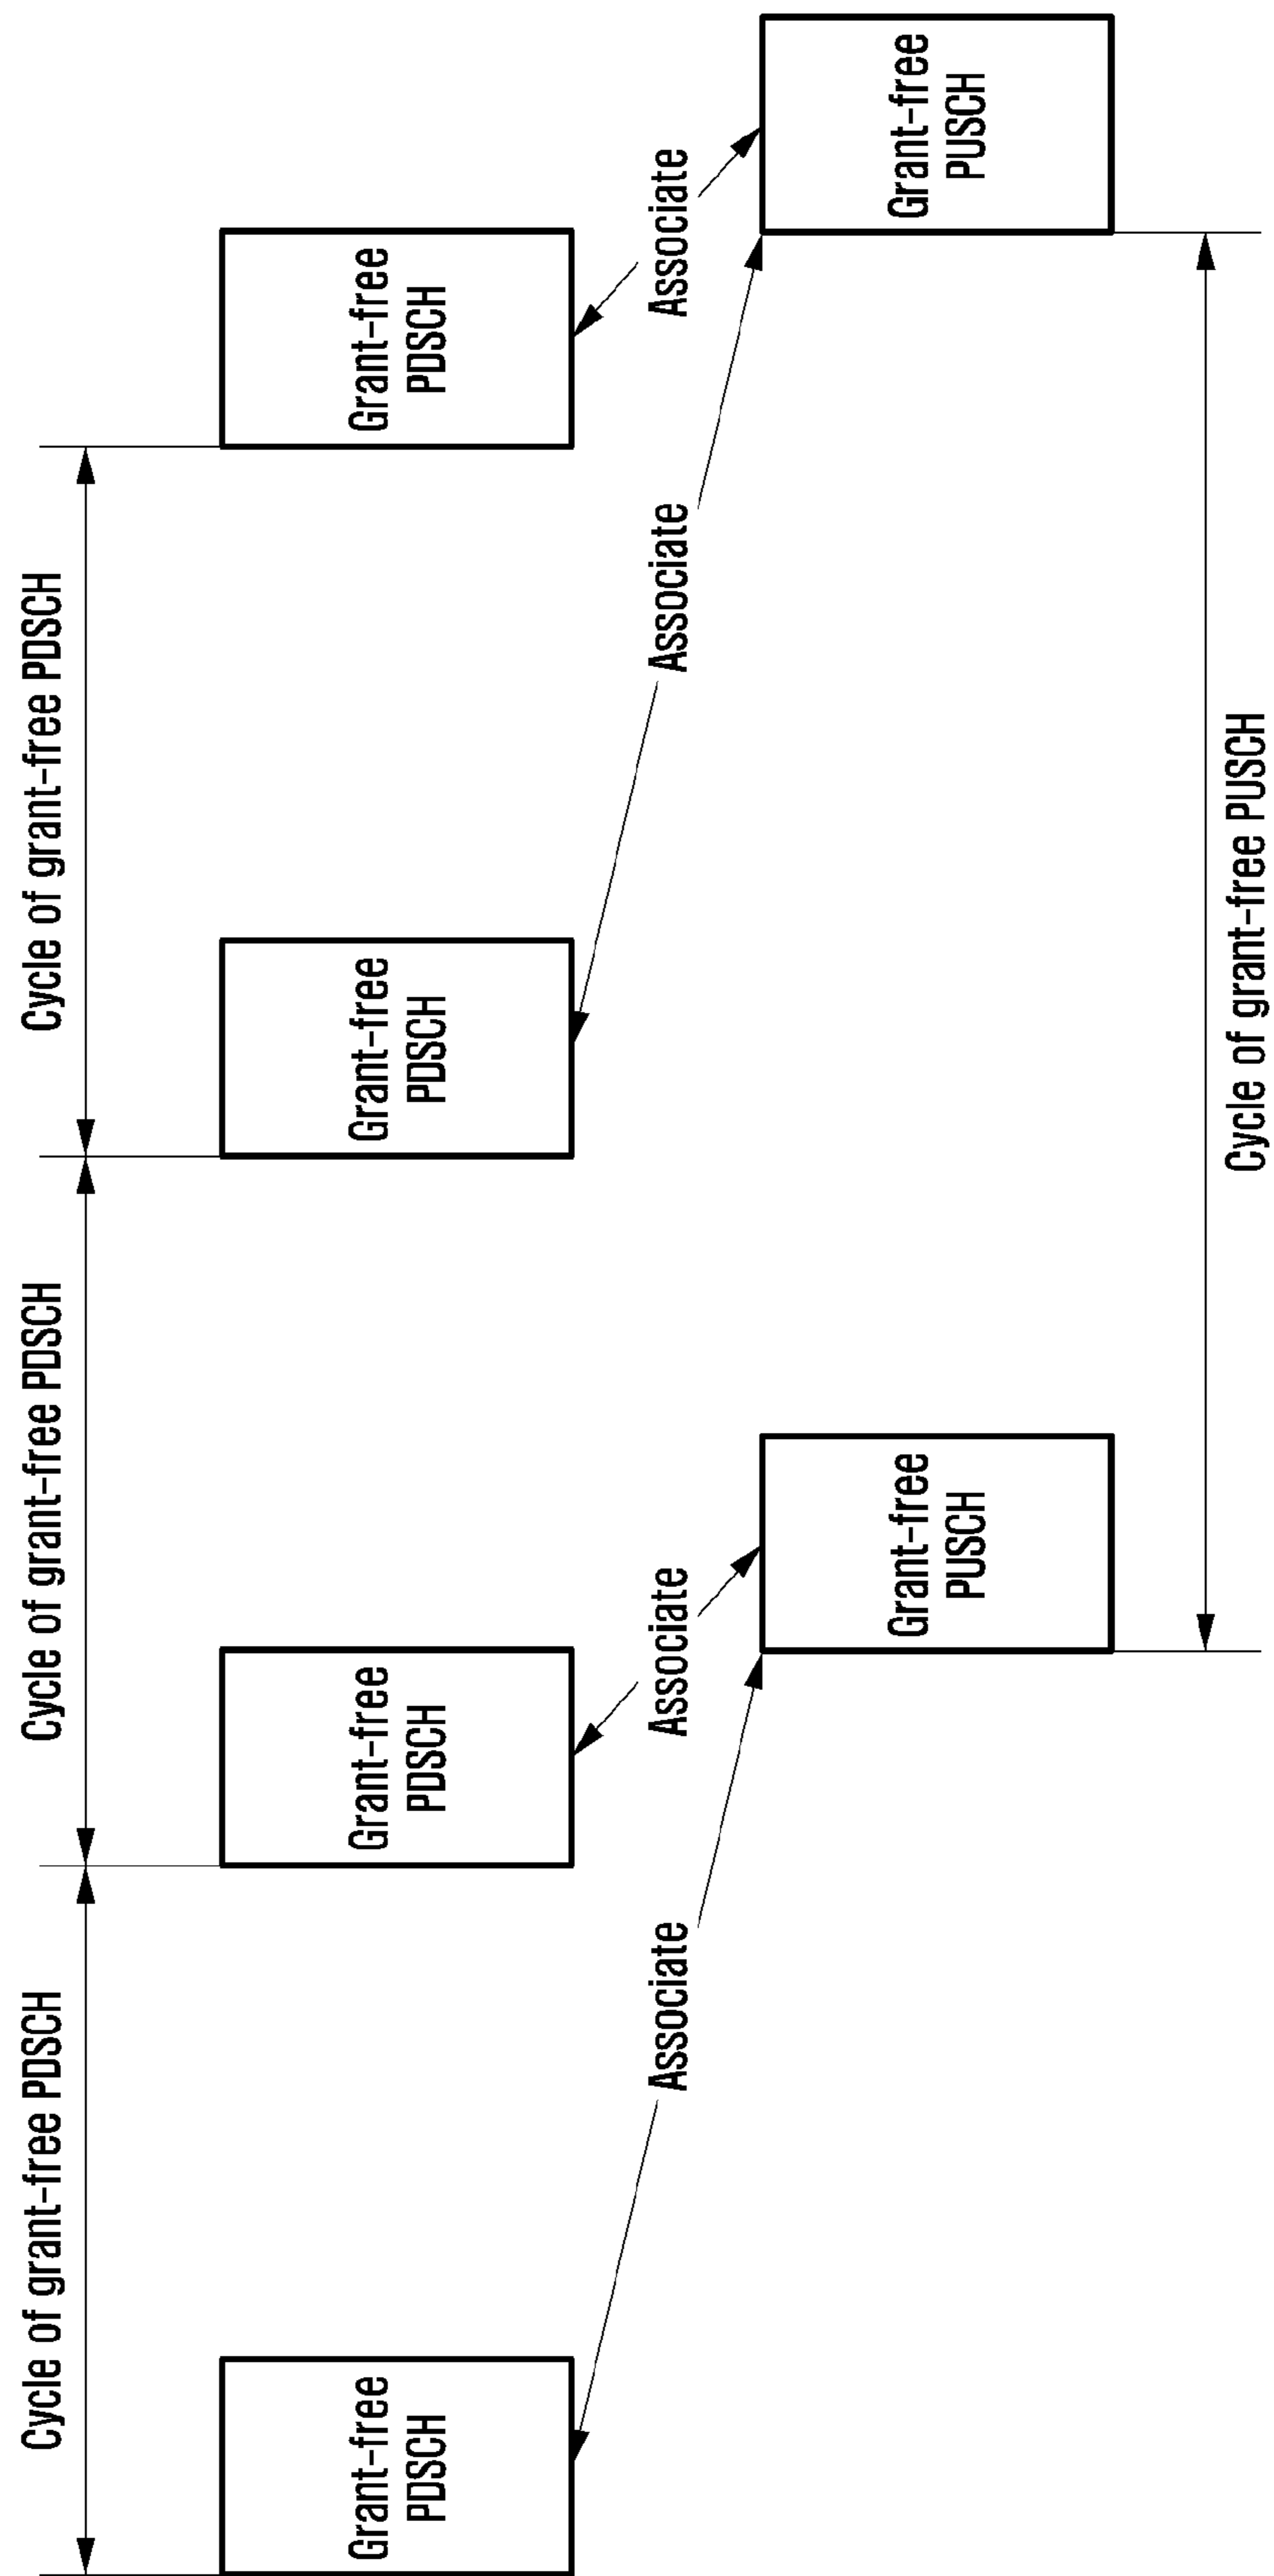 Cycle of grant-free PDSCH
Cycle of grant-free PDSCH
Cycle of grant-free PDSCH
Grant-free
PDSCH
Grant-free
PDSCH
Grant-free
PDSCH
Grant-free
PDSCH
Associate
Associate
Associate
Associate
Grant-free
PUSCH
Grant-free
PUSCH
Cycle of grant-free PUSCH